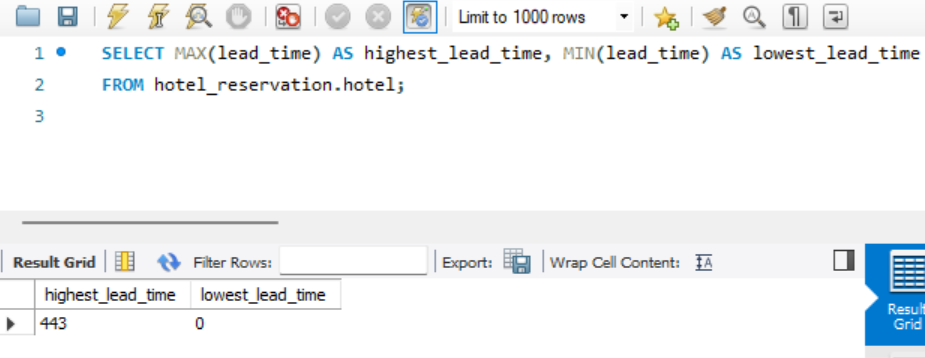 Limit to 1000 rows
1 SELECT MAX(lead_time) AS highest_lead_time, MIN(lead_time) AS lowest_lead_time
2 FROM hotel_reservation.hotel;
3
Result Grid Filter Rows: Export: Wrap Cell Content: IA
highest_lead_time lowest_lead_time
443 0
Result
Grid